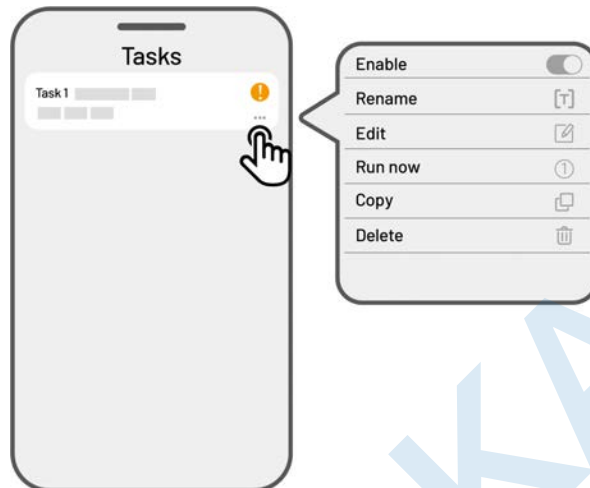 Tasks
Task 1
Enable
Rename
Edit
Run now
Copy
Delete